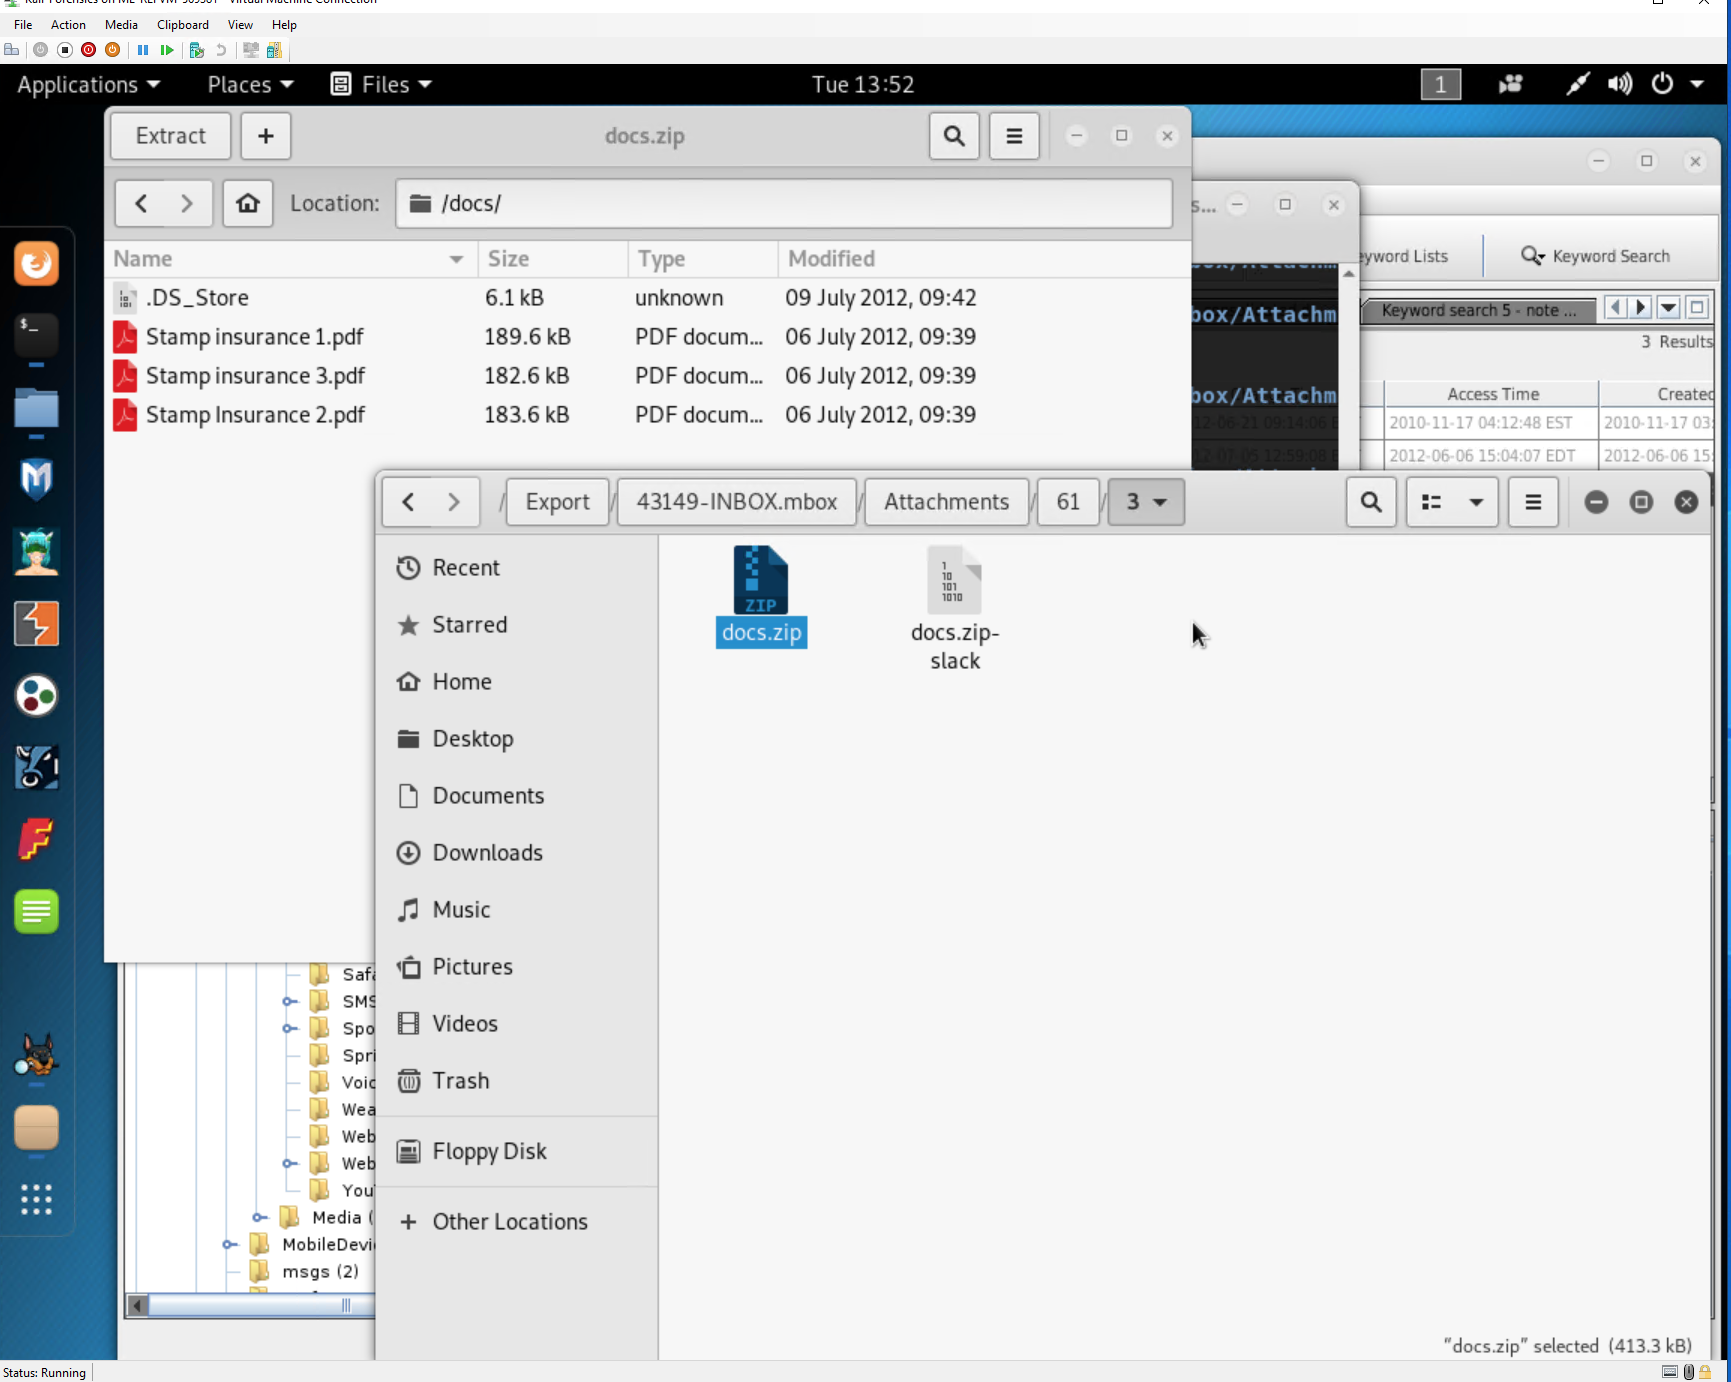 File Action Media Clipboard View Help
Applications Places Files Tue 13:52 1
Extract + docs.zip
Location: /docs/
Name Size Type Modified
.DS_Store 6.1 kB unknown 09 July 2012, 09:42
Stamp insurance 1.pdf 189.6 kB PDF docum... 06 July 2012, 09:39
Stamp insurance 3.pdf 182.6 kB PDF docum... 06 July 2012, 09:39
Stamp Insurance 2.pdf 183.6 kB PDF docum... 06 July 2012, 09:39
s...
eyword Lists Keyword Search
box/Attachm
Keyword search 5 - note ...
3 Results
box/Attachm
Access Time Created
2010-11-17 04:12:48 EST 2010-11-17 03:
2012-06-06 15:04:07 EDT 2012-06-06 15:
/ Export / 43149-INBOX.mbox / Attachments / 61 / 3
Recent
Starred
Home
Desktop
Documents
Downloads
Music
Pictures
Videos
Trash
Floppy Disk
+ Other Locations
ZIP
docs.zip
1
10
101
1010
docs.zip-
slack
Safa
SMS
Spo
Spri
Voic
Wea
Web
Web
You
Media (
MobileDevi
msgs (2)
"docs.zip" selected (413.3 kB)
Status: Running